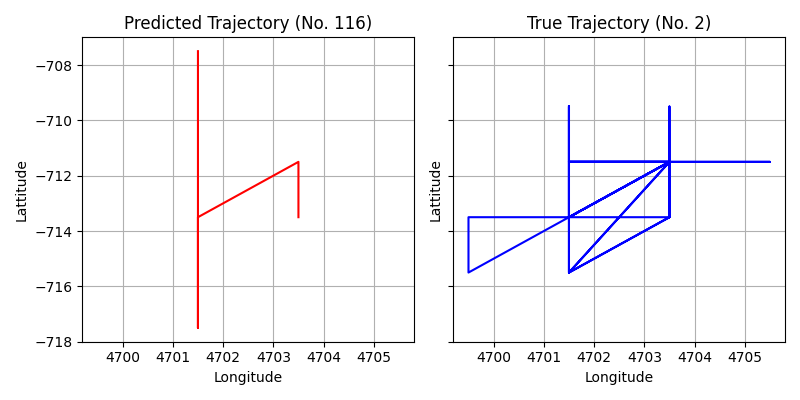 Predicted Trajectory (No. 116)
True Trajectory (No. 2)
Lattitude
−708
−710
−712
−714
−716
−718
4700 4701 4702 4703 4704 4705
Longitude
Lattitude
4700 4701 4702 4703 4704 4705
Longitude